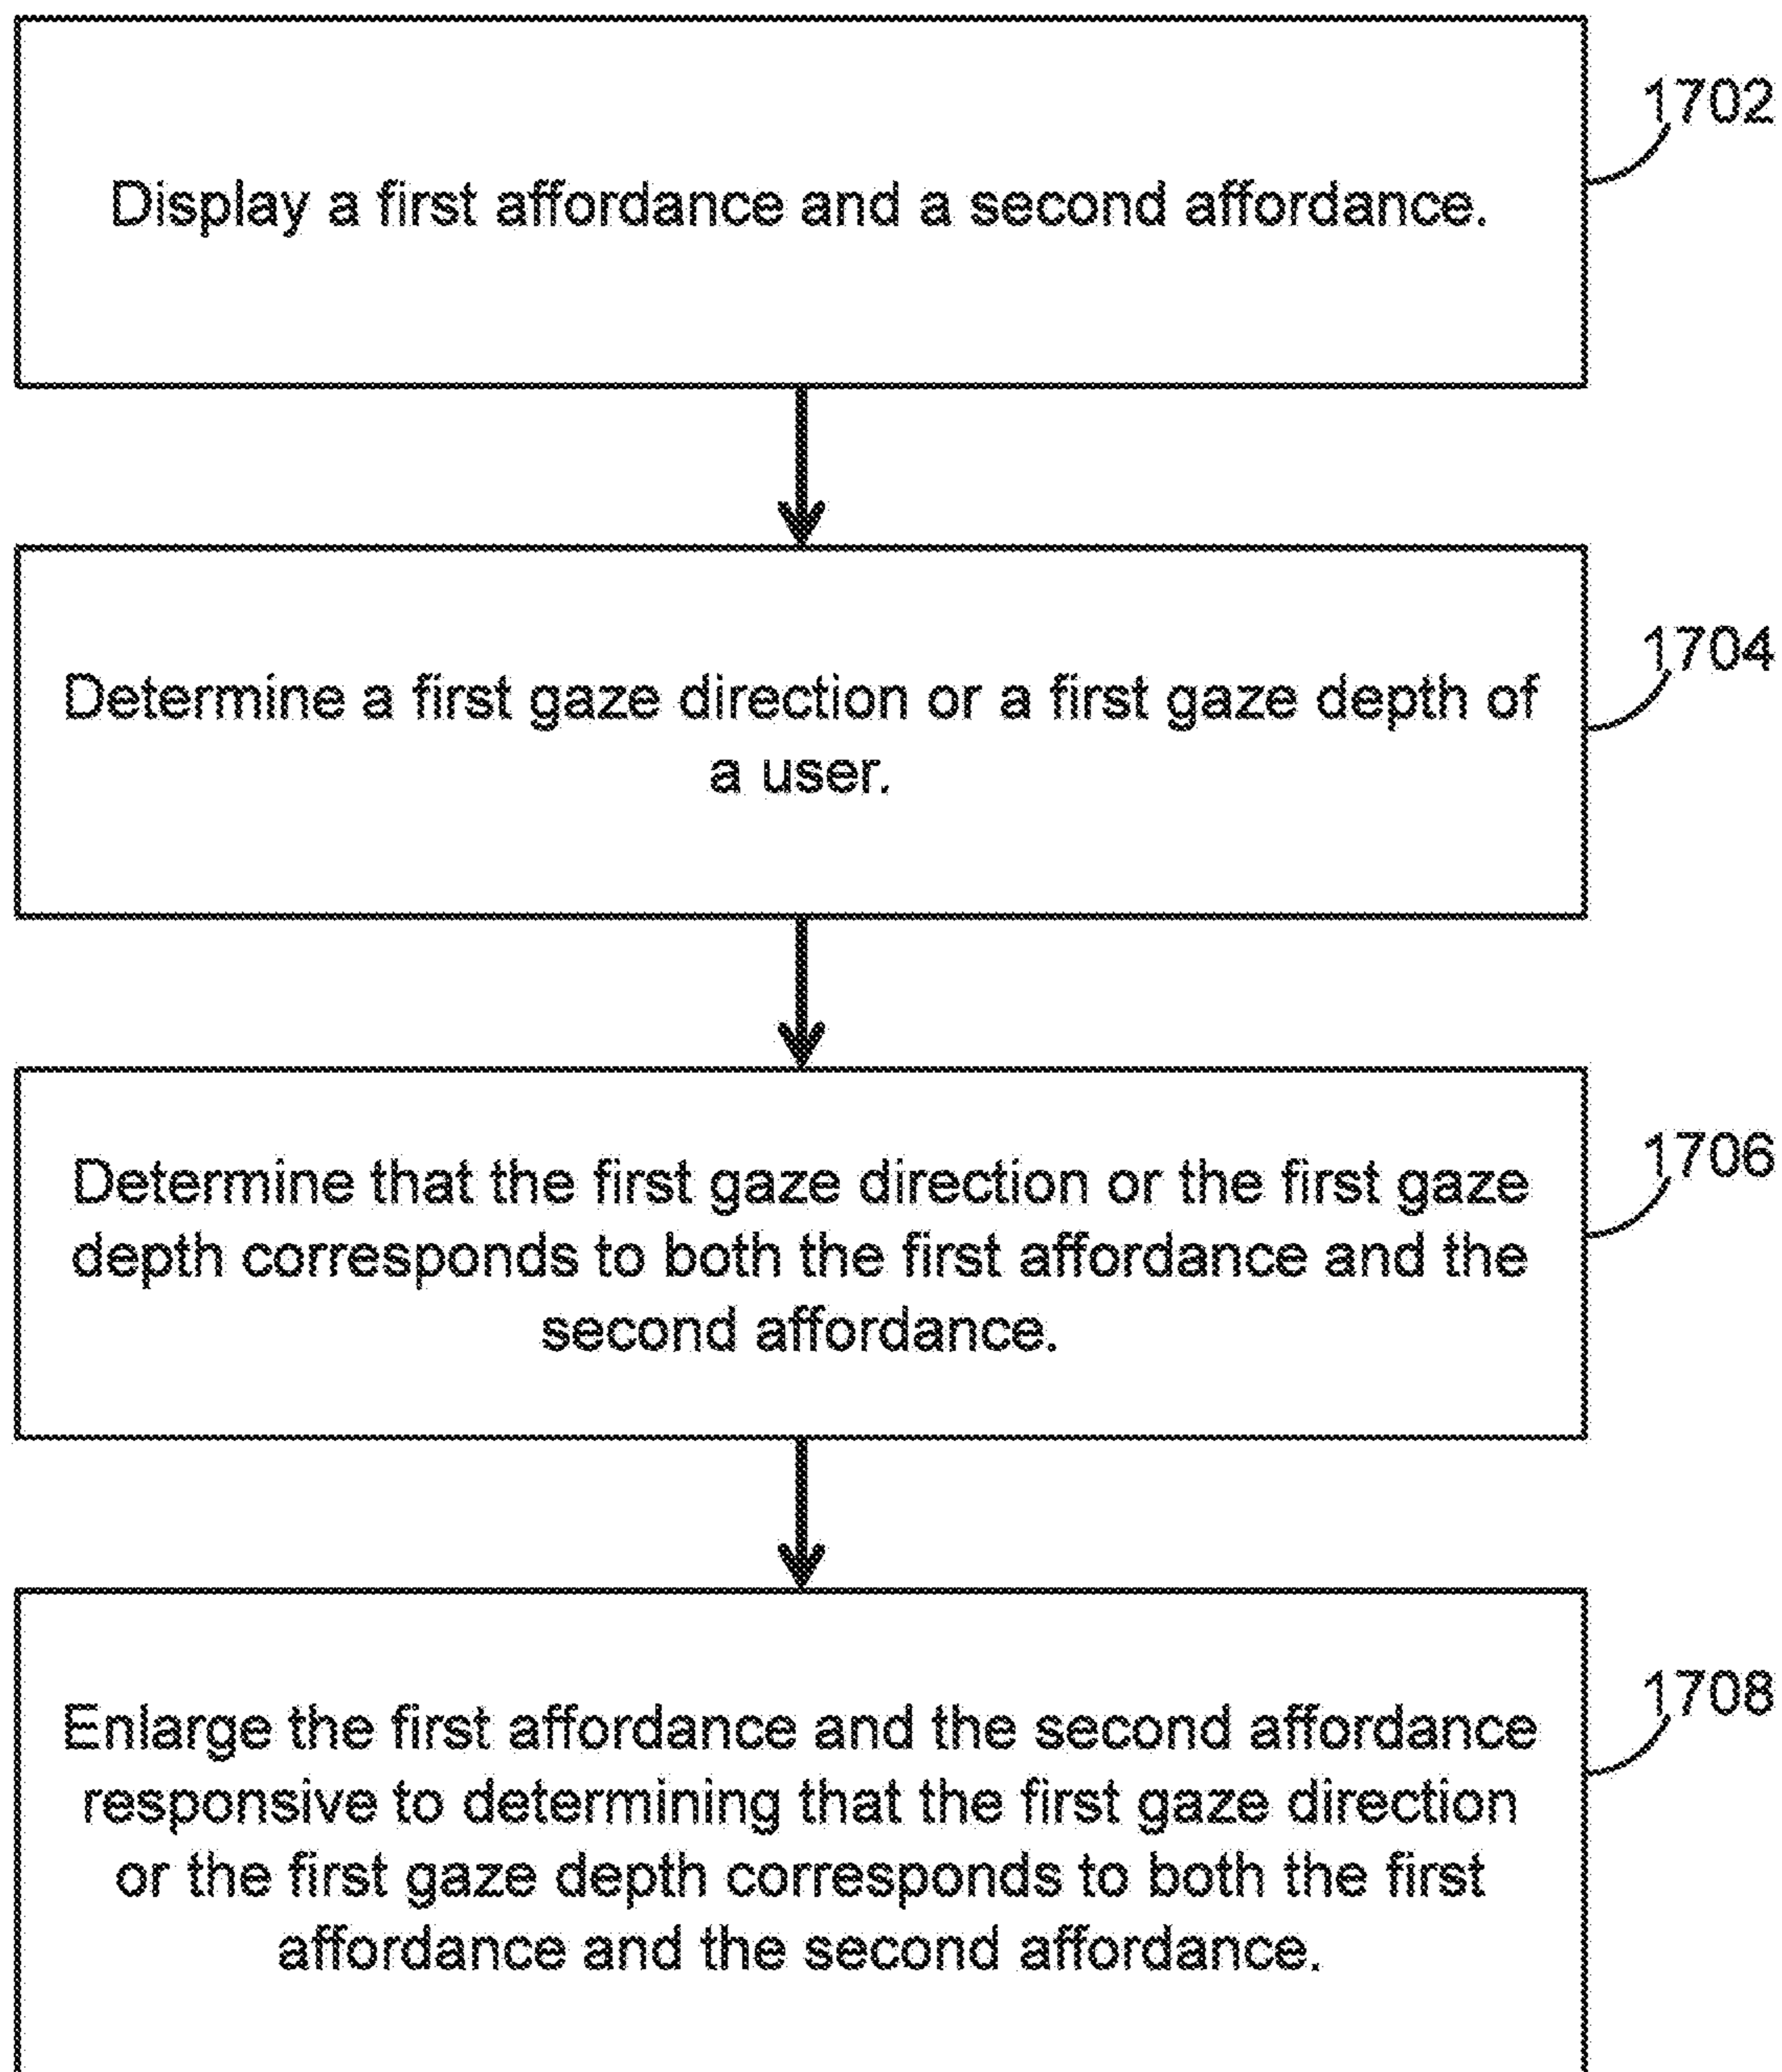 1702
Display a first affordance and a second affordance.
1704
Determine a first gaze direction or a first gaze depth of
a user.
1706
Determine that the first gaze direction or the first gaze
depth corresponds to both the first affordance and the
second affordance.
1708
Enlarge the first affordance and the second affordance
responsive to determining that the first gaze direction
or the first gaze depth corresponds to both the first
affordance and the second affordance.